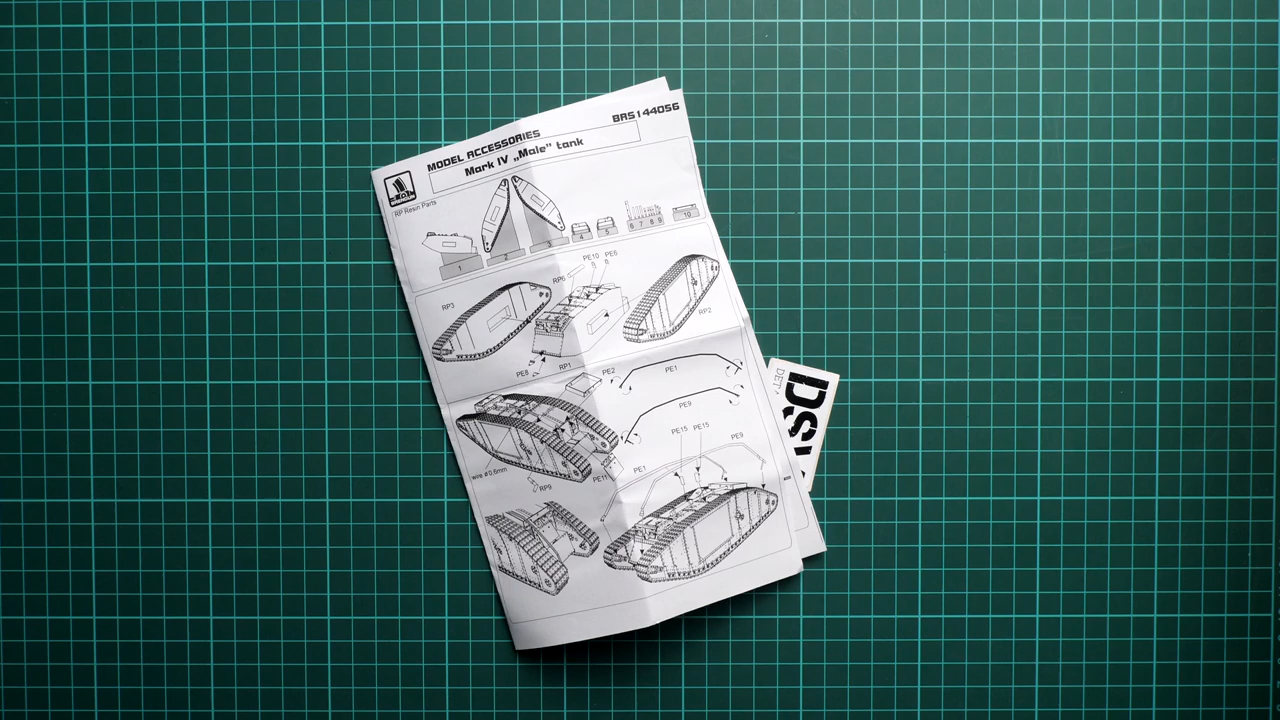 BRS144056
MODEL ACCESSORIES
Mark IV „Male” tank
BRENGUN
RP Resin Parts
1
2
3
4
5
6 7 8 9
10
PE10
PE6
RP6
RP3
RP2
PE8
RP1
PE2
PE1
PE9
PE15
PE15
PE9
PE1
wire ø 0,6mm
PE11
RP9